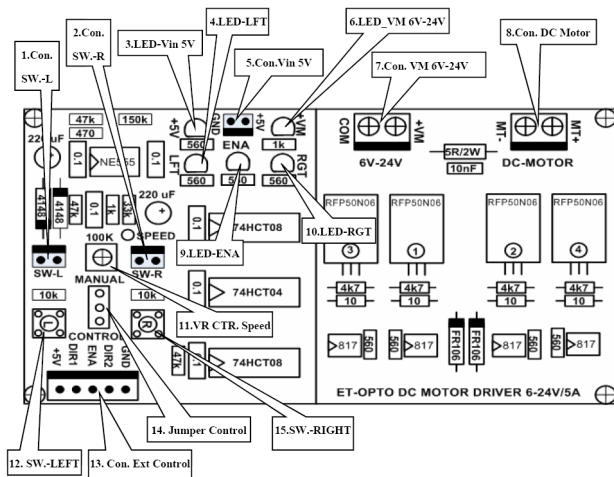 4.LED-LFT
6.LED_VM 6V-24V
2.Con.
SW.-R
3.LED-Vin 5V
8.Con. DC Motor
1.Con.
SW.-L
5.Con.Vin 5V
7.Con. VM 6V-24V
47k
150k
470
220 uF
0.1
NE555
0.1
+5V
GND
560
LFT
560
+5V
ENA
560
+VM
1k
RGT
560
COM
+VM
6V-24V
5R/2W
10nF
MT-
MT+
DC-MOTOR
4148
4148
47k
0.1
1k
33k
220 uF
SPEED
100K
0.1
74HCT08
9.LED-ENA
10.LED-RGT
RFP50N06
3
RFP50N06
1
RFP50N06
2
RFP50N06
4
SW-L
MANUAL
SW-R
0.1
74HCT04
11.VR CTR. Speed
4k7
10
4k7
10
4k7
10
4k7
10
10k
L
CONTROL
10k
R
47k
0.1
74HCT08
817
560
817
FR106
FR106
817
560
560
817
+5V
DIR1
ENA
DIR2
GND
ET-OPTO DC MOTOR DRIVER 6-24V/5A
14. Jumper Control
15.SW.-RIGHT
12. SW.-LEFT
13. Con. Ext Control